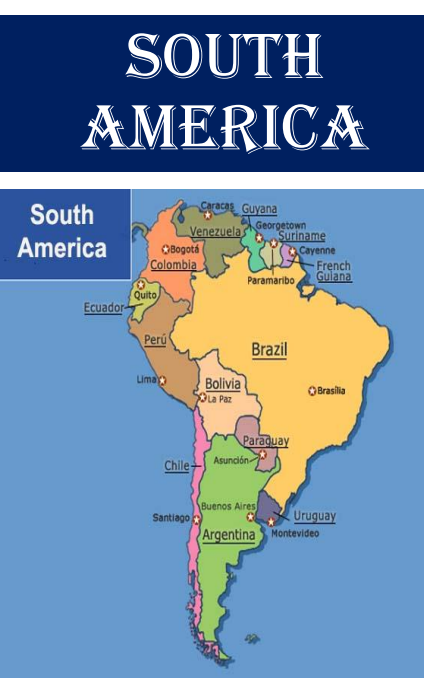 SOUTH
AMERICA
South
America
Caracas
Guyana
Georgetown
Venezuela
Suriname
Bogotá
Cayenne
Colombia
French
Guiana
Paramaribo
Quito
Ecuador
Perú
Brazil
Lima
Bolivia
Brasília
La Paz
Paraguay
Asunción
Chile
Buenos Aires
Santiago
Uruguay
Argentina
Montevideo